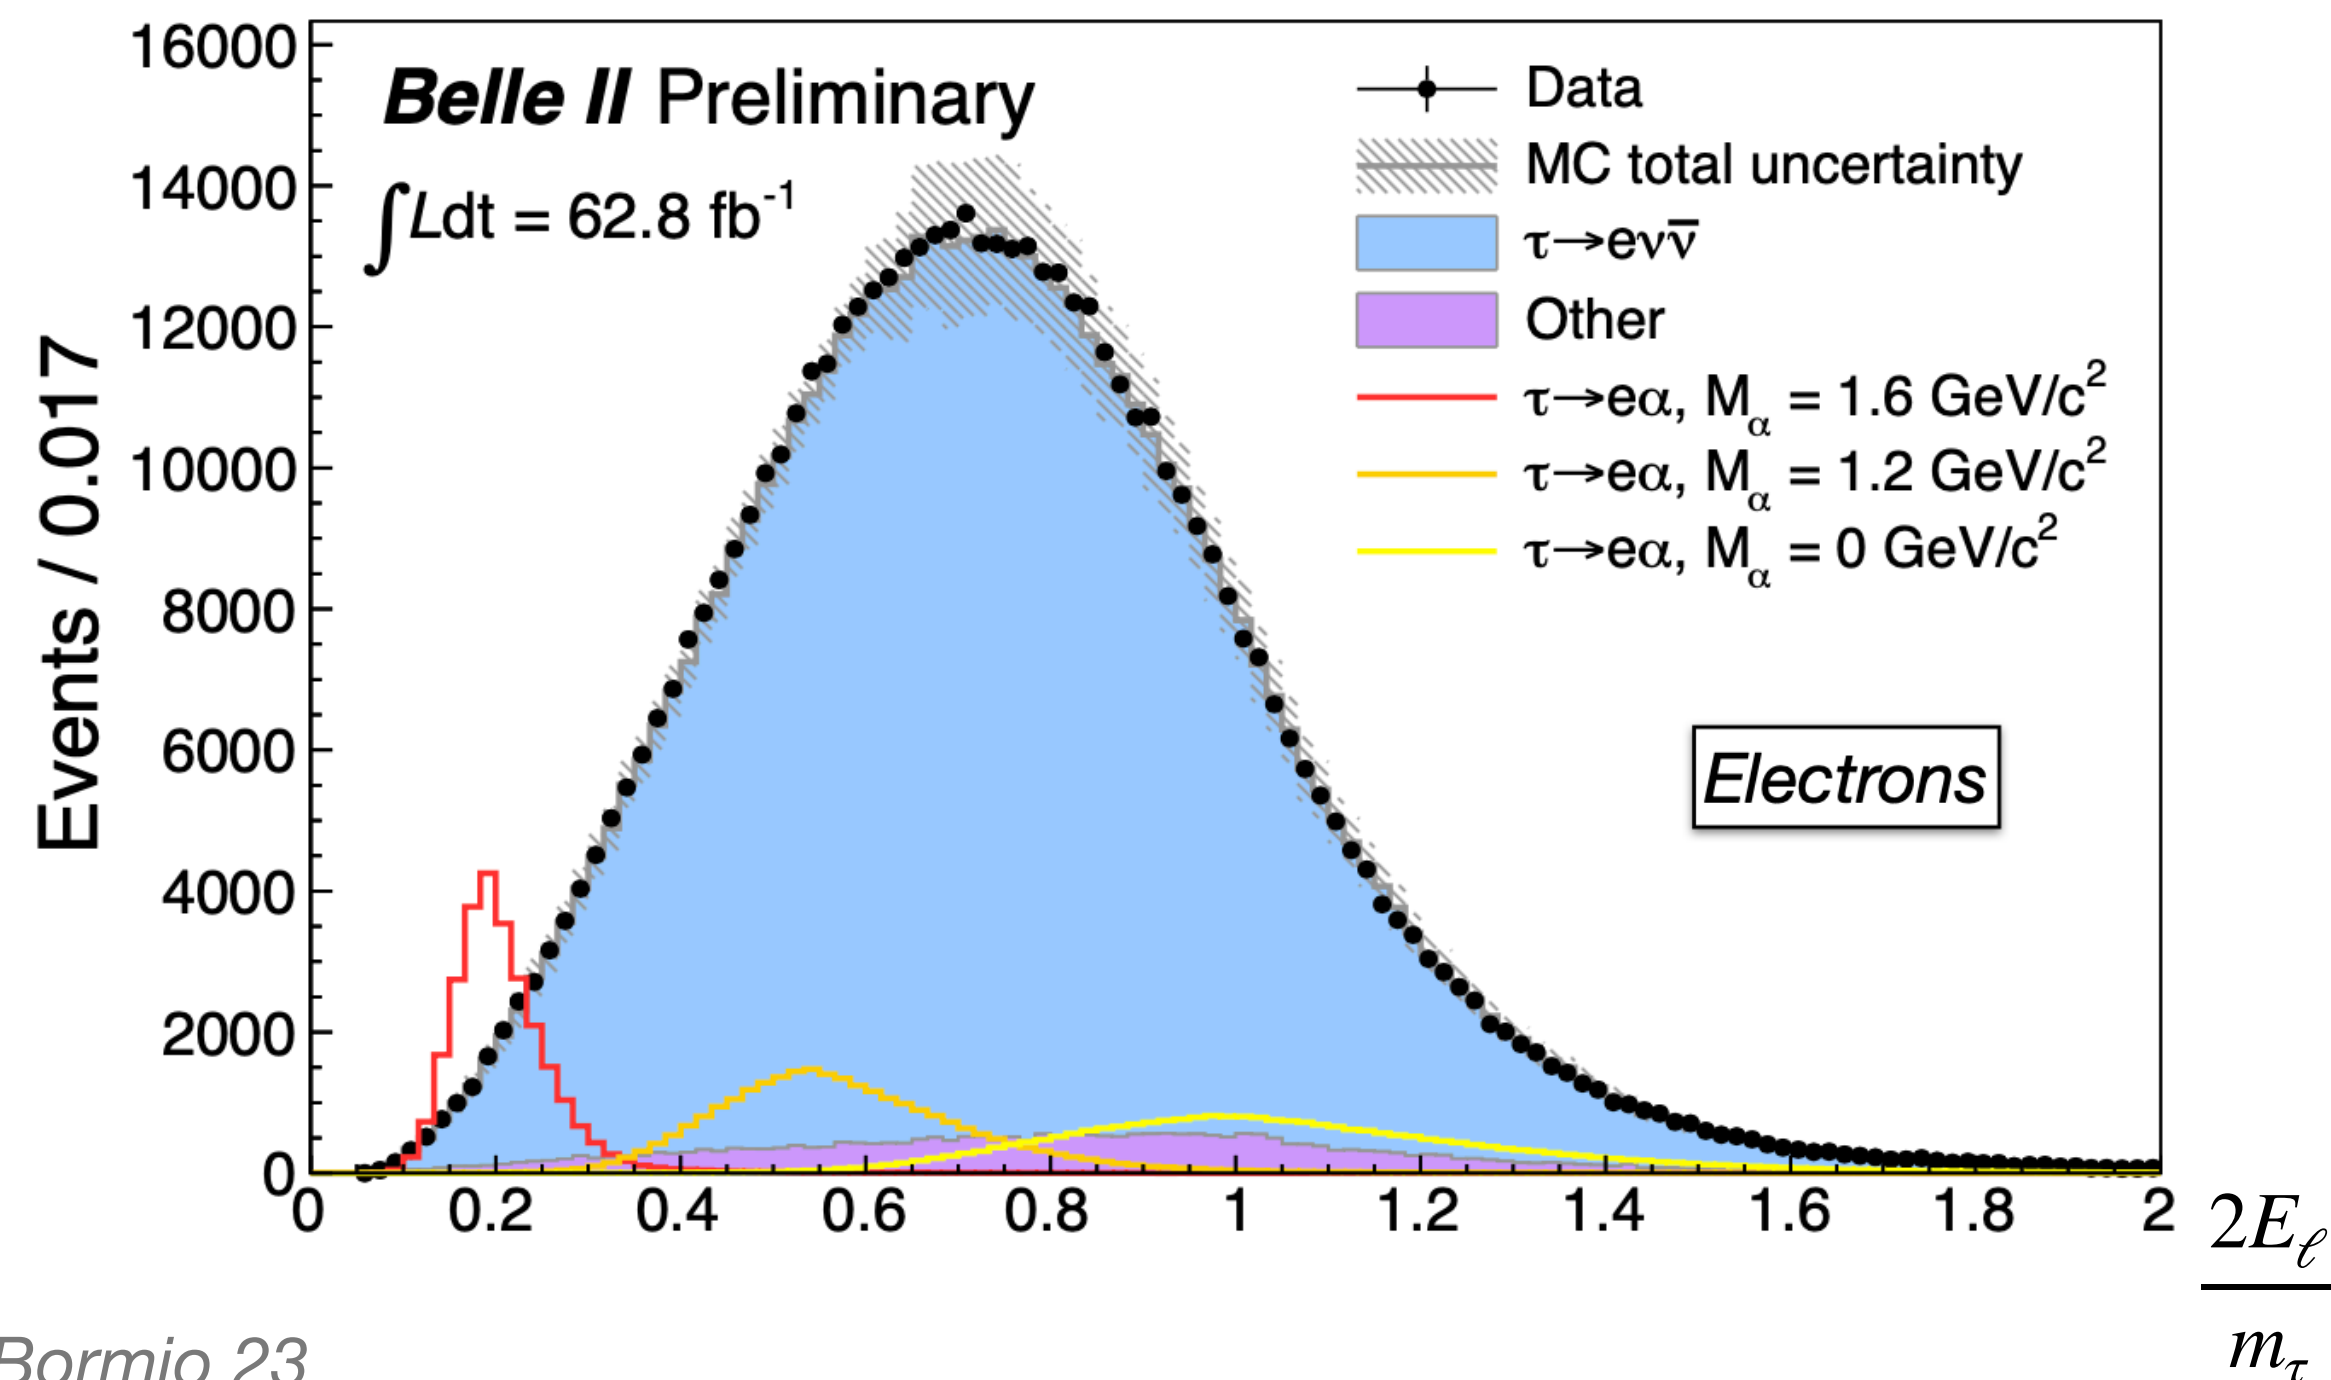 16000
14000
12000
10000
8000
6000
4000
2000
0
Events / 0.017
Belle II Preliminary
∫Ldt = 62.8 fb⁻¹
Data
MC total uncertainty
τ→eνν̅
Other
τ→eα, Mα = 1.6 GeV/c²
τ→eα, Mα = 1.2 GeV/c²
τ→eα, Mα = 0 GeV/c²
Electrons
0 0.2 0.4 0.6 0.8 1 1.2 1.4 1.6 1.8 2
2Eℓ
mτ
Bormio 23